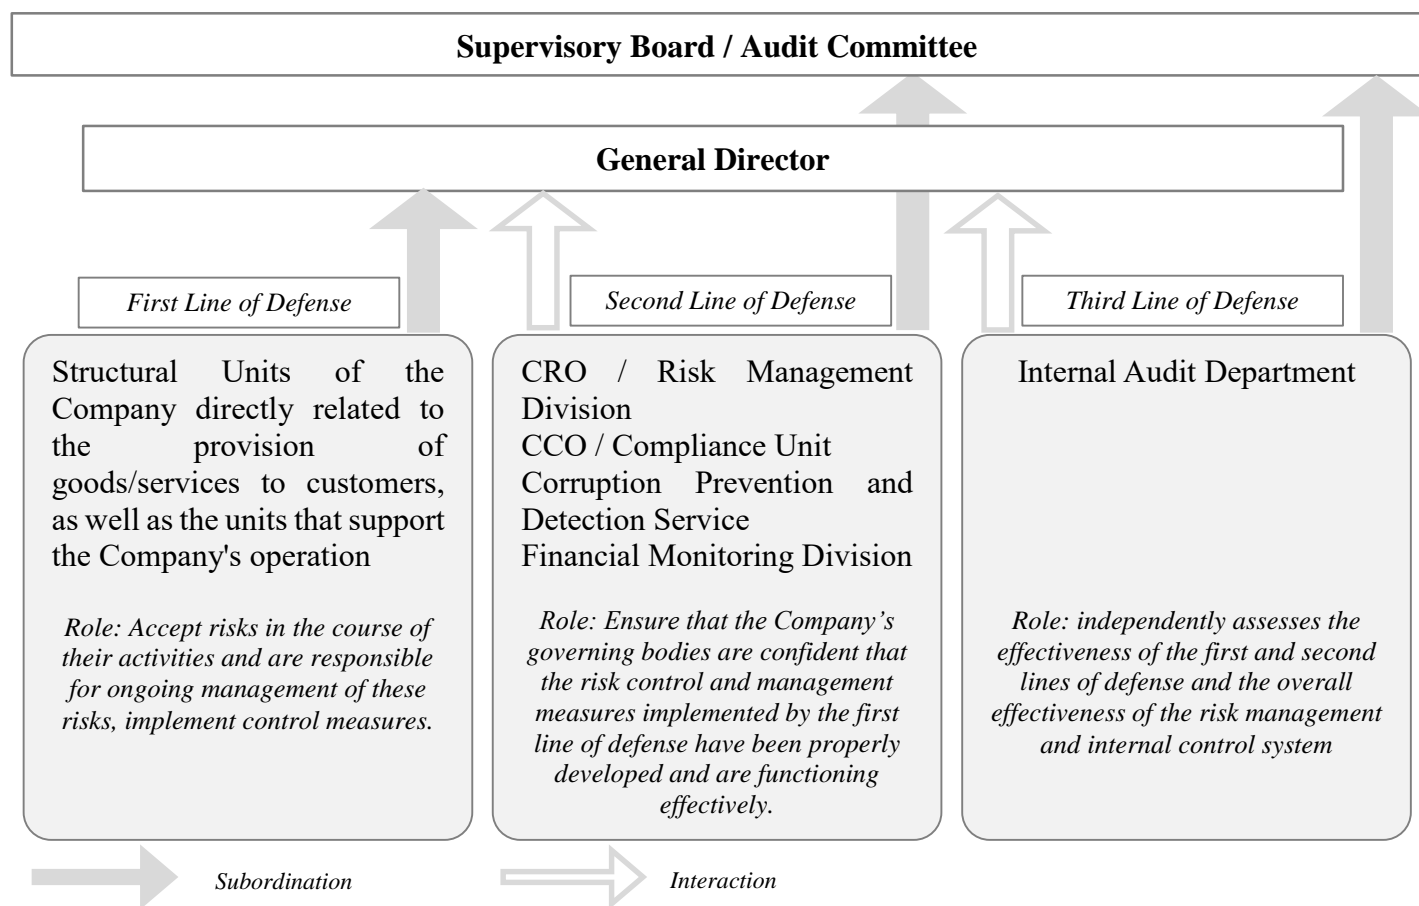 Supervisory Board / Audit Committee
General Director
First Line of Defense
Second Line of Defense
Third Line of Defense
Structural Units of the
Company directly related to
the provision of
goods/services to customers,
as well as the units that support
the Company's operation
Role: Accept risks in the course of
their activities and are responsible
for ongoing management of these
risks, implement control measures.
CRO / Risk Management
Division
CCO / Compliance Unit
Corruption Prevention and
Detection Service
Financial Monitoring Division
Role: Ensure that the Company’s
governing bodies are confident that
the risk control and management
measures implemented by the first
line of defense have been properly
developed and are functioning
effectively.
Internal Audit Department
Role: independently assesses the
effectiveness of the first and second
lines of defense and the overall
effectiveness of the risk management
and internal control system
Subordination
Interaction